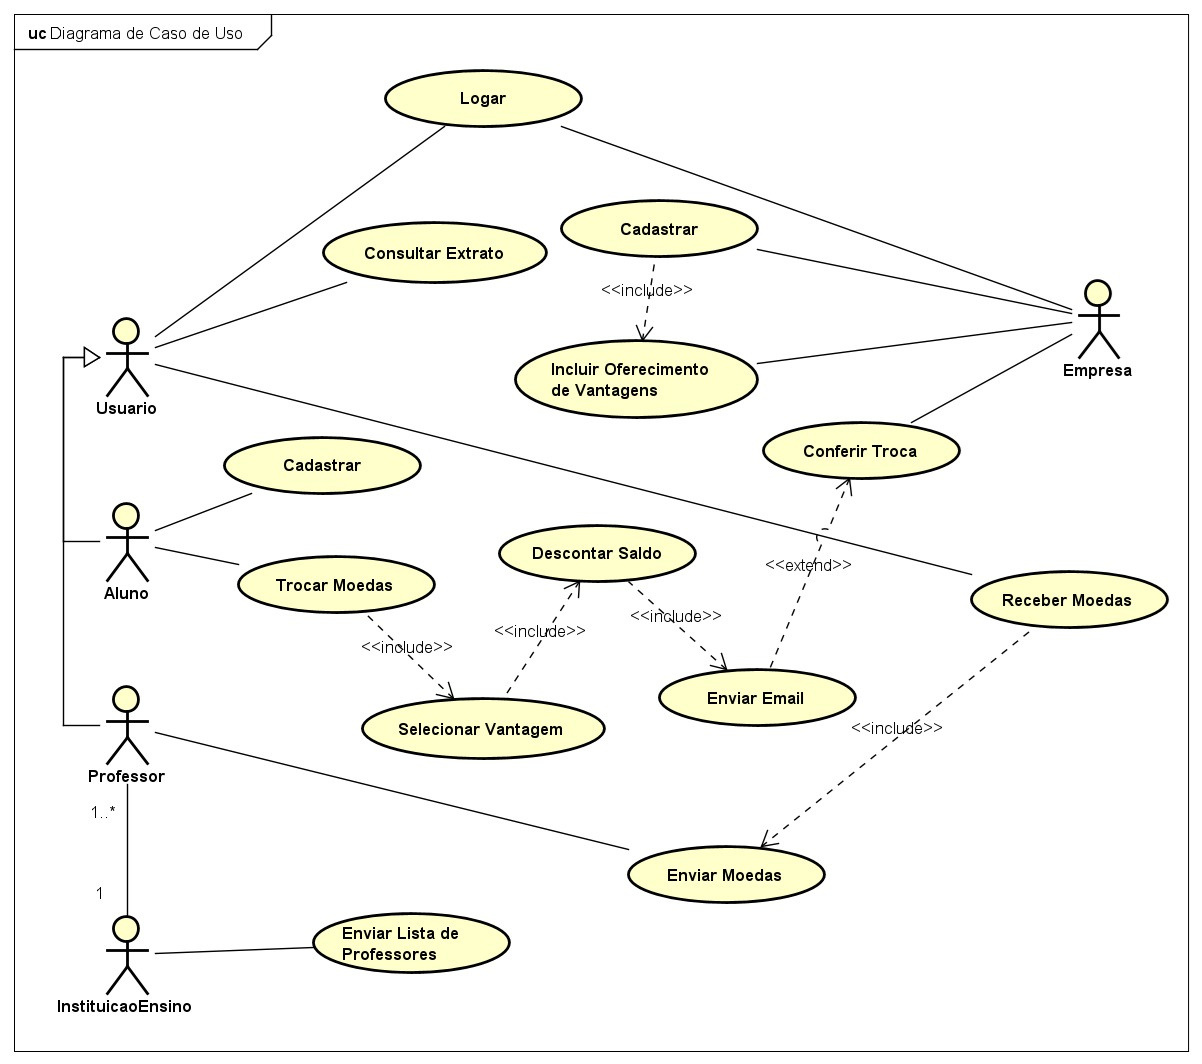 uc Diagrama de Caso de Uso
Logar
Cadastrar
Consultar Extrato
<<include>>
Incluir Oferecimento
de Vantagens
Empresa
Usuario
Conferir Troca
Cadastrar
Descontar Saldo
<<extend>>
Trocar Moedas
Aluno
Receber Moedas
<<include>>
<<include>>
<<include>>
Enviar Email
Selecionar Vantagem
<<include>>
Professor
1..*
Enviar Moedas
1
Enviar Lista de
Professores
InstituicaoEnsino